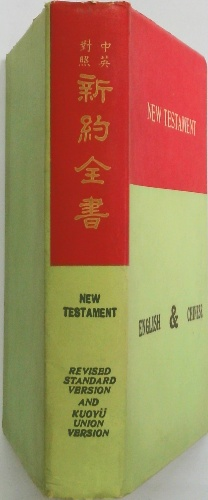 中英
對照
新約全書
NEW
TESTAMENT
REVISED
STANDARD
VERSION
AND
KUOYÜ
UNION
VERSION
NEW TESTAMENT
ENGLISH & CHINESE